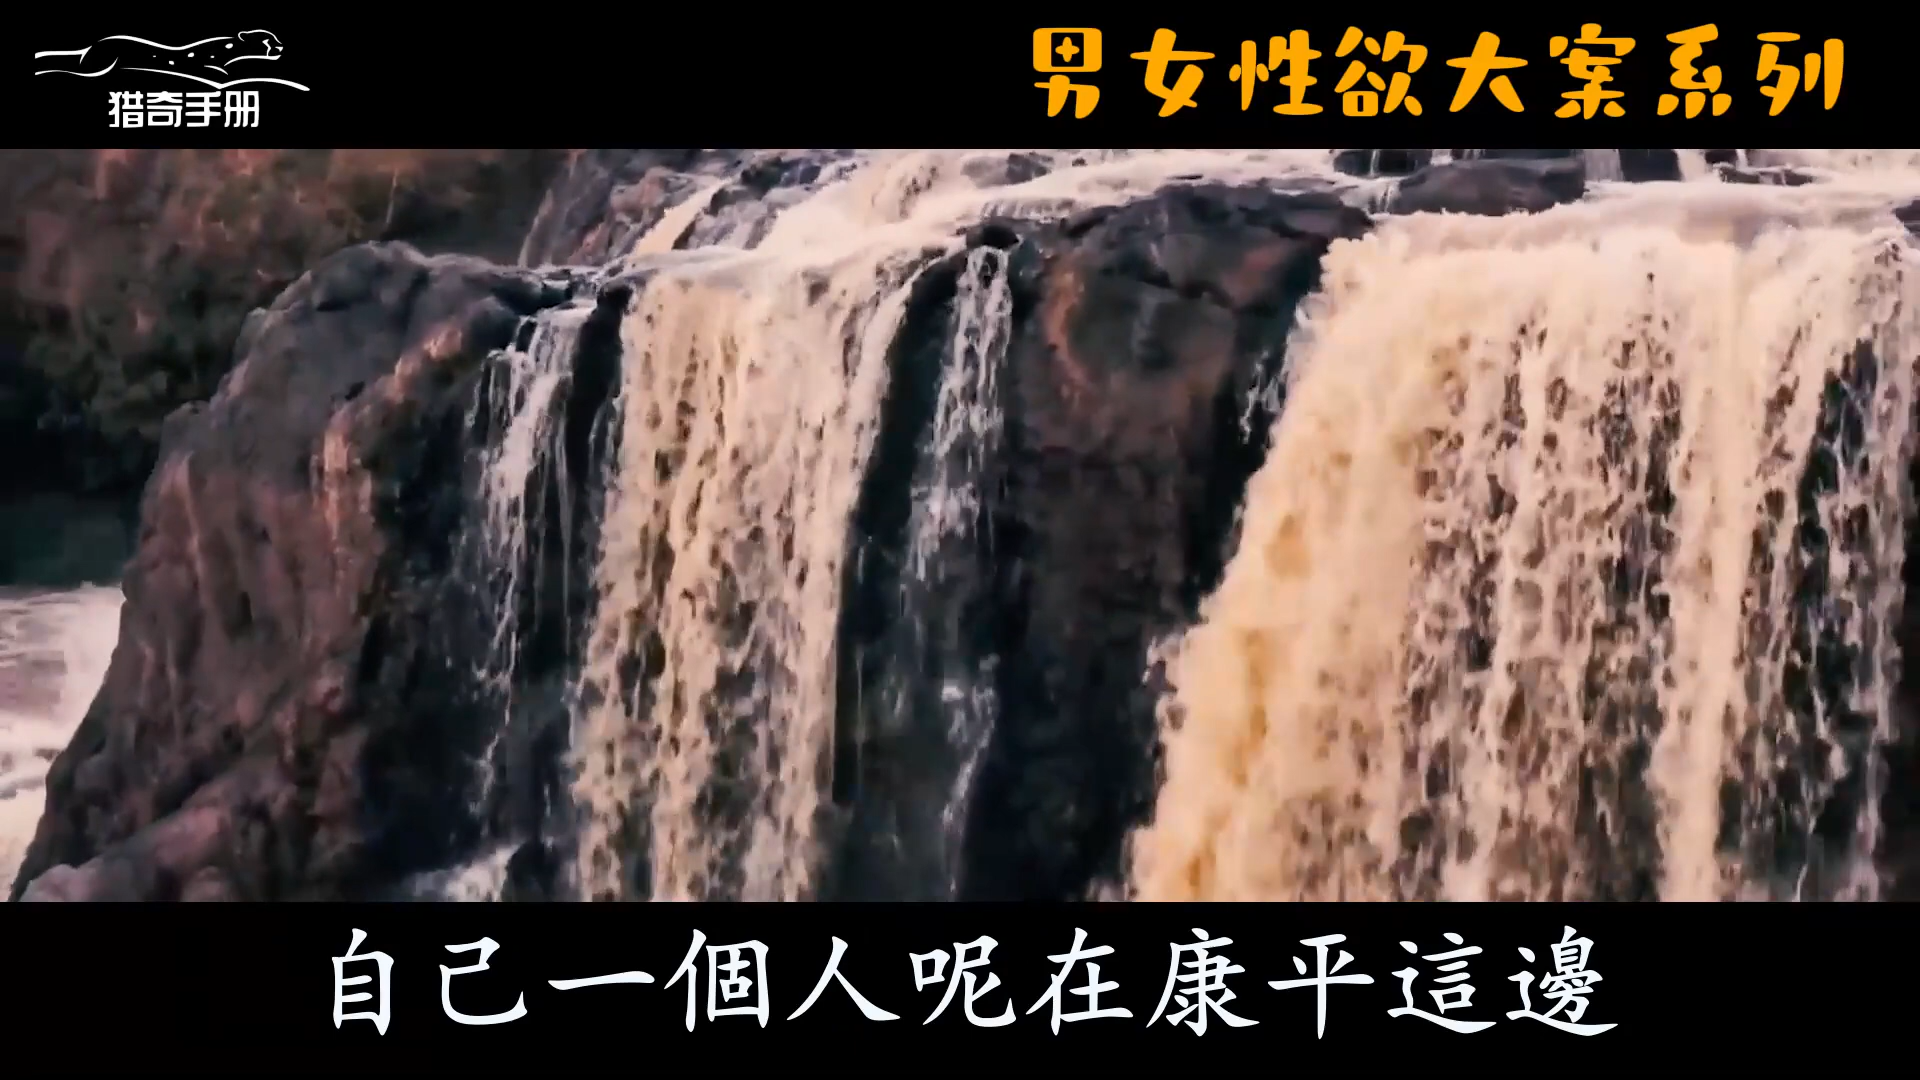 猎奇手册
男女性欲大案系列
自己一個人呢在康平這邊